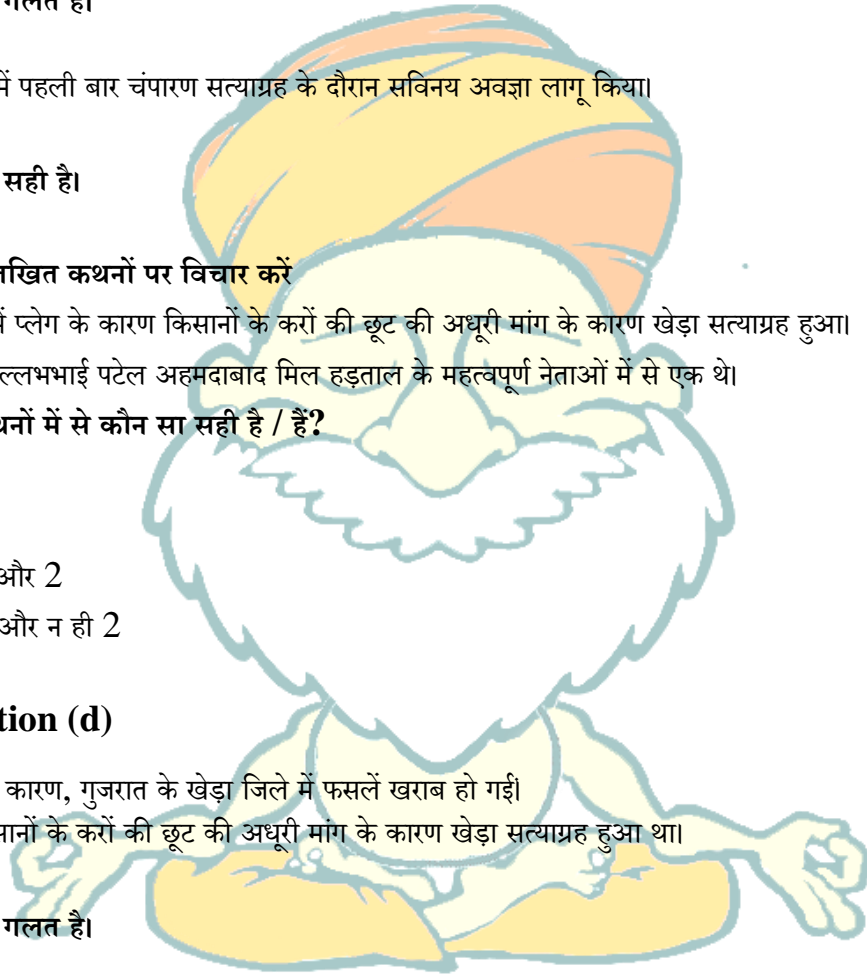 गलत है।
में पहली बार चंपारण सत्याग्रह के दौरान सविनय अवज्ञा लागू किया।
सही है।
खित कथनों पर विचार करें
में प्लेग के कारण किसानों के करों की छूट की अधूरी मांग के कारण खेड़ा सत्याग्रह हुआ।
ल्लभभाई पटेल अहमदाबाद मिल हड़ताल के महत्वपूर्ण नेताओं में से एक थे।
थनों में से कौन सा सही है / हैं?
और 2
और न ही 2
tion (d)
कारण, गुजरात के खेड़ा जिले में फसलें खराब हो गईं।
सानों के करों की छूट की अधूरी मांग के कारण खेड़ा सत्याग्रह हुआ था।
गलत है।